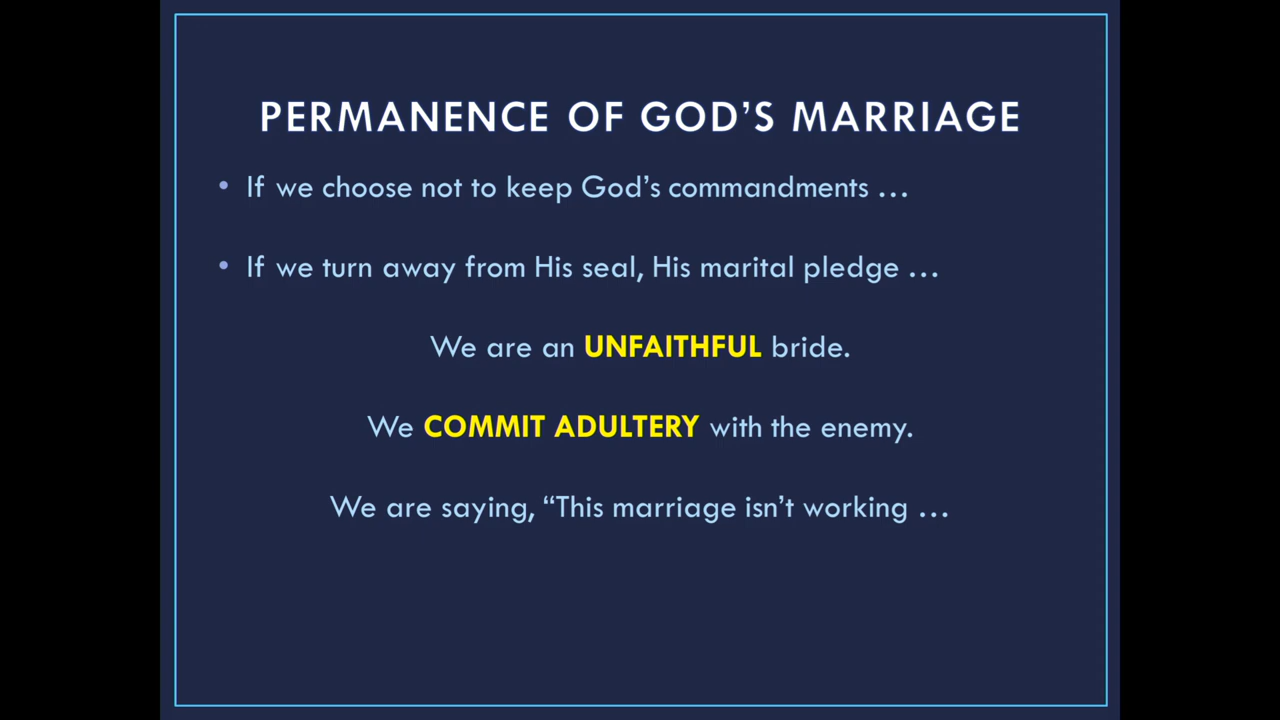 PERMANENCE OF GOD’S MARRIAGE
• If we choose not to keep God’s commandments …
• If we turn away from His seal, His marital pledge …
We are an UNFAITHFUL bride.
We COMMIT ADULTERY with the enemy.
We are saying, “This marriage isn’t working …